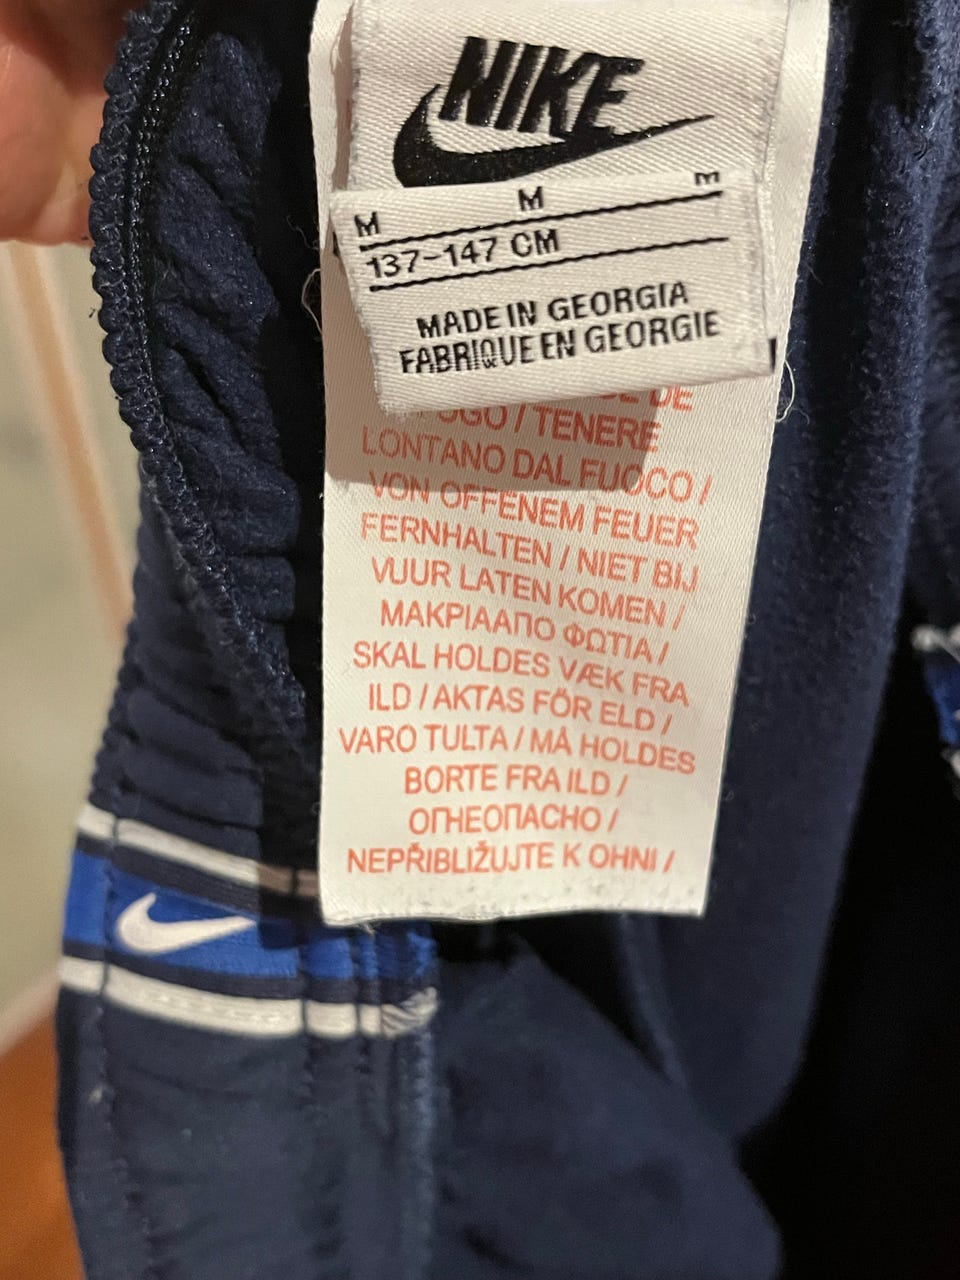 NIKE
M M M
137-147 CM
MADE IN GEORGIA
FABRIQUE EN GEORGIE
DE
/ TENERE
LONTANO DAL FUOCO /
VON OFFENEM FEUER
FERNHALTEN / NIET BIJ
VUUR LATEN KOMEN /
ΜΑΚΡΙΑΑΠΟ ΦΩΤΙΑ /
SKAL HOLDES VÆK FRA
ILD / AKTAS FÖR ELD /
VARO TULTA / MÅ HOLDES
BORTE FRA ILD /
ОГНЕОПАСНО /
NEPŘIBLIŽUJTE K OHNI /